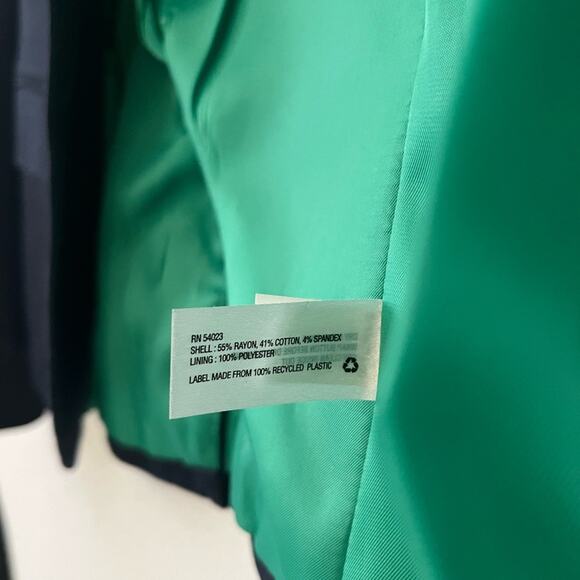 RN 54023
SHELL : 55% RAYON, 41% COTTON, 4% SPANDEX
LINING : 100% POLYESTER
LABEL MADE FROM 100% RECYCLED PLASTIC